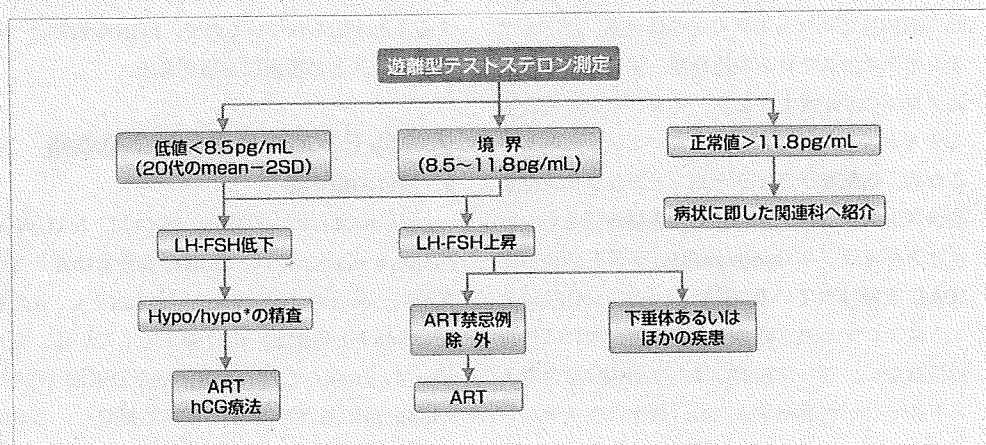 遊離型テストステロン測定
低値<8.5pg/mL
(20代のmean-2SD)
境 界
(8.5～11.8pg/mL)
正常値>11.8pg/mL
病状に即した関連科へ紹介
LH-FSH低下
LH-FSH上昇
Hypo/hypo*の精査
ART禁忌例
除 外
下垂体あるいは
ほかの疾患
ART
hCG療法
ART